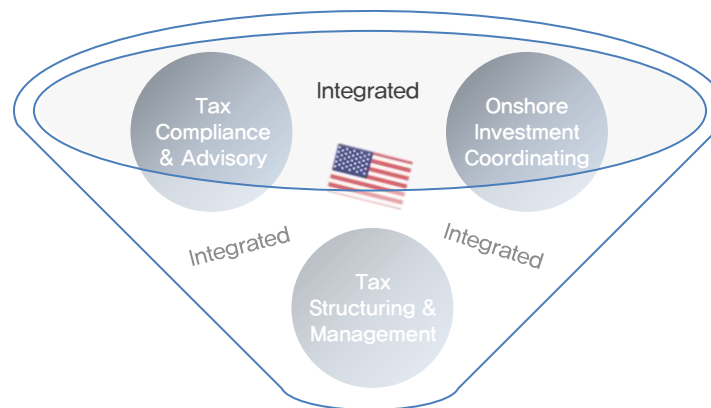 Integrated
Tax
Compliance
& Advisory
Onshore
Investment
Coordinating
Integrated
Integrated
Tax
Structuring &
Management